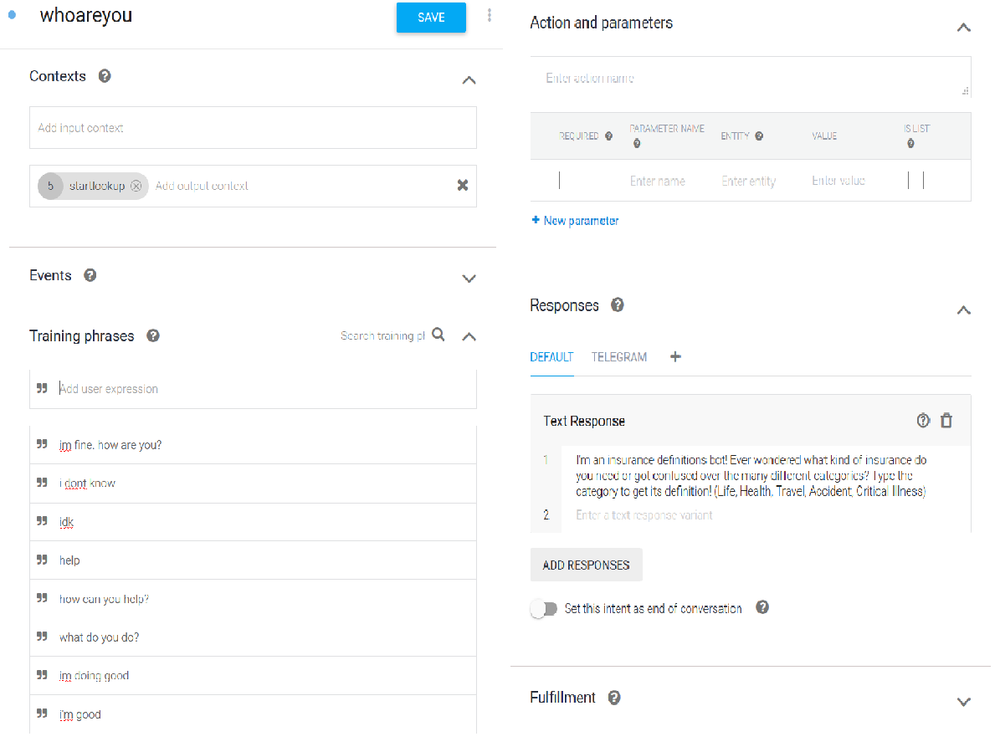 whoareyou
SAVE
Contexts
Add input context
5 startlookup Add output context
Events
Training phrases
Search training pl
Add user expression
im fine. how are you?
i dont know
idk
help
how can you help?
what do you do?
im doing good
i'm good
Action and parameters
Enter action name
REQUIRED PARAMETER NAME ENTITY VALUE IS LIST
Enter name Enter entity Enter value
+ New parameter
Responses
DEFAULT TELEGRAM +
Text Response
1 I'm an insurance definitions bot! Ever wondered what kind of insurance do
you need or got confused over the many different categories? Type the
category to get its definition! (Life, Health, Travel, Accident, Critical Illness)
2 Enter a text response variant
ADD RESPONSES
Set this intent as end of conversation
Fulfillment